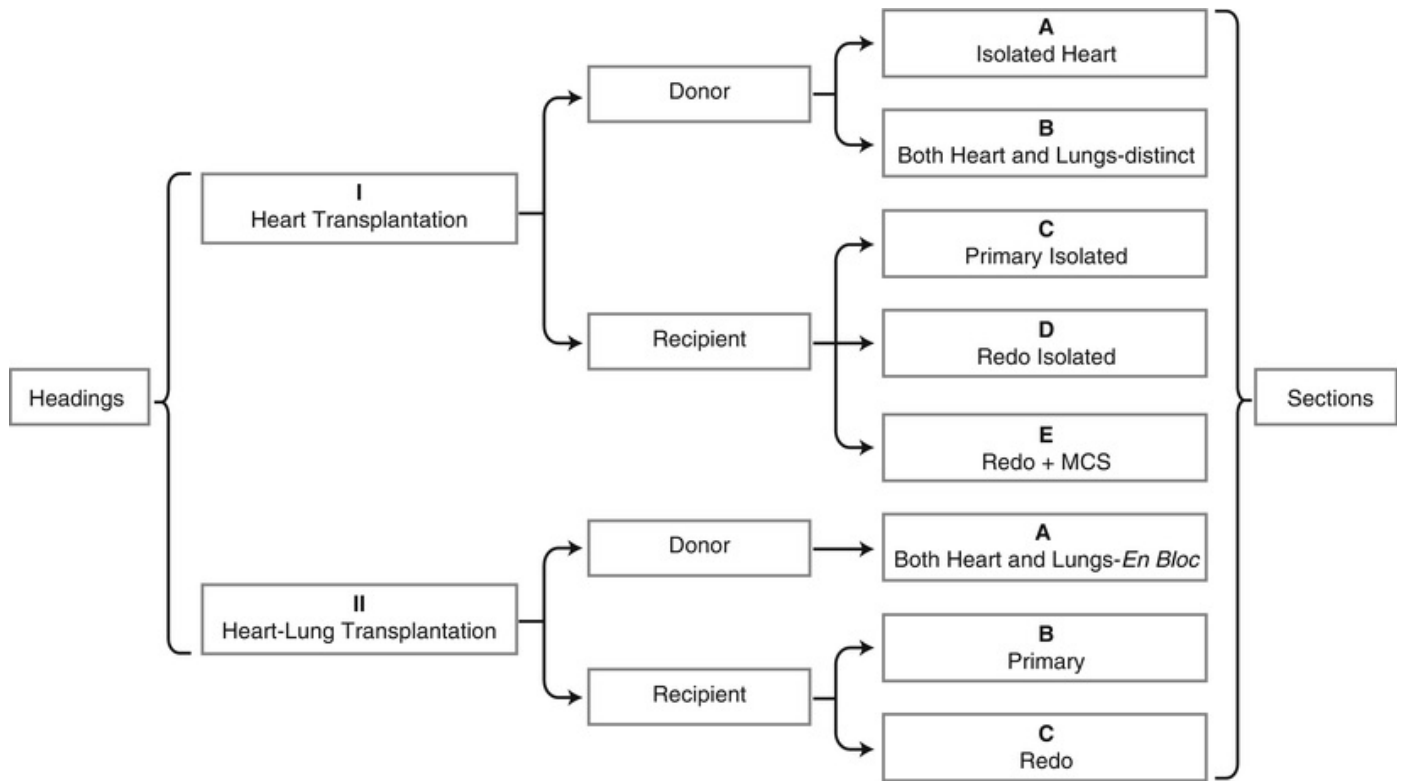 Headings
I
Heart Transplantation
Donor
A
Isolated Heart
B
Both Heart and Lungs-distinct
Recipient
C
Primary Isolated
D
Redo Isolated
E
Redo + MCS
II
Heart-Lung Transplantation
Donor
A
Both Heart and Lungs-En Bloc
Recipient
B
Primary
C
Redo
Sections